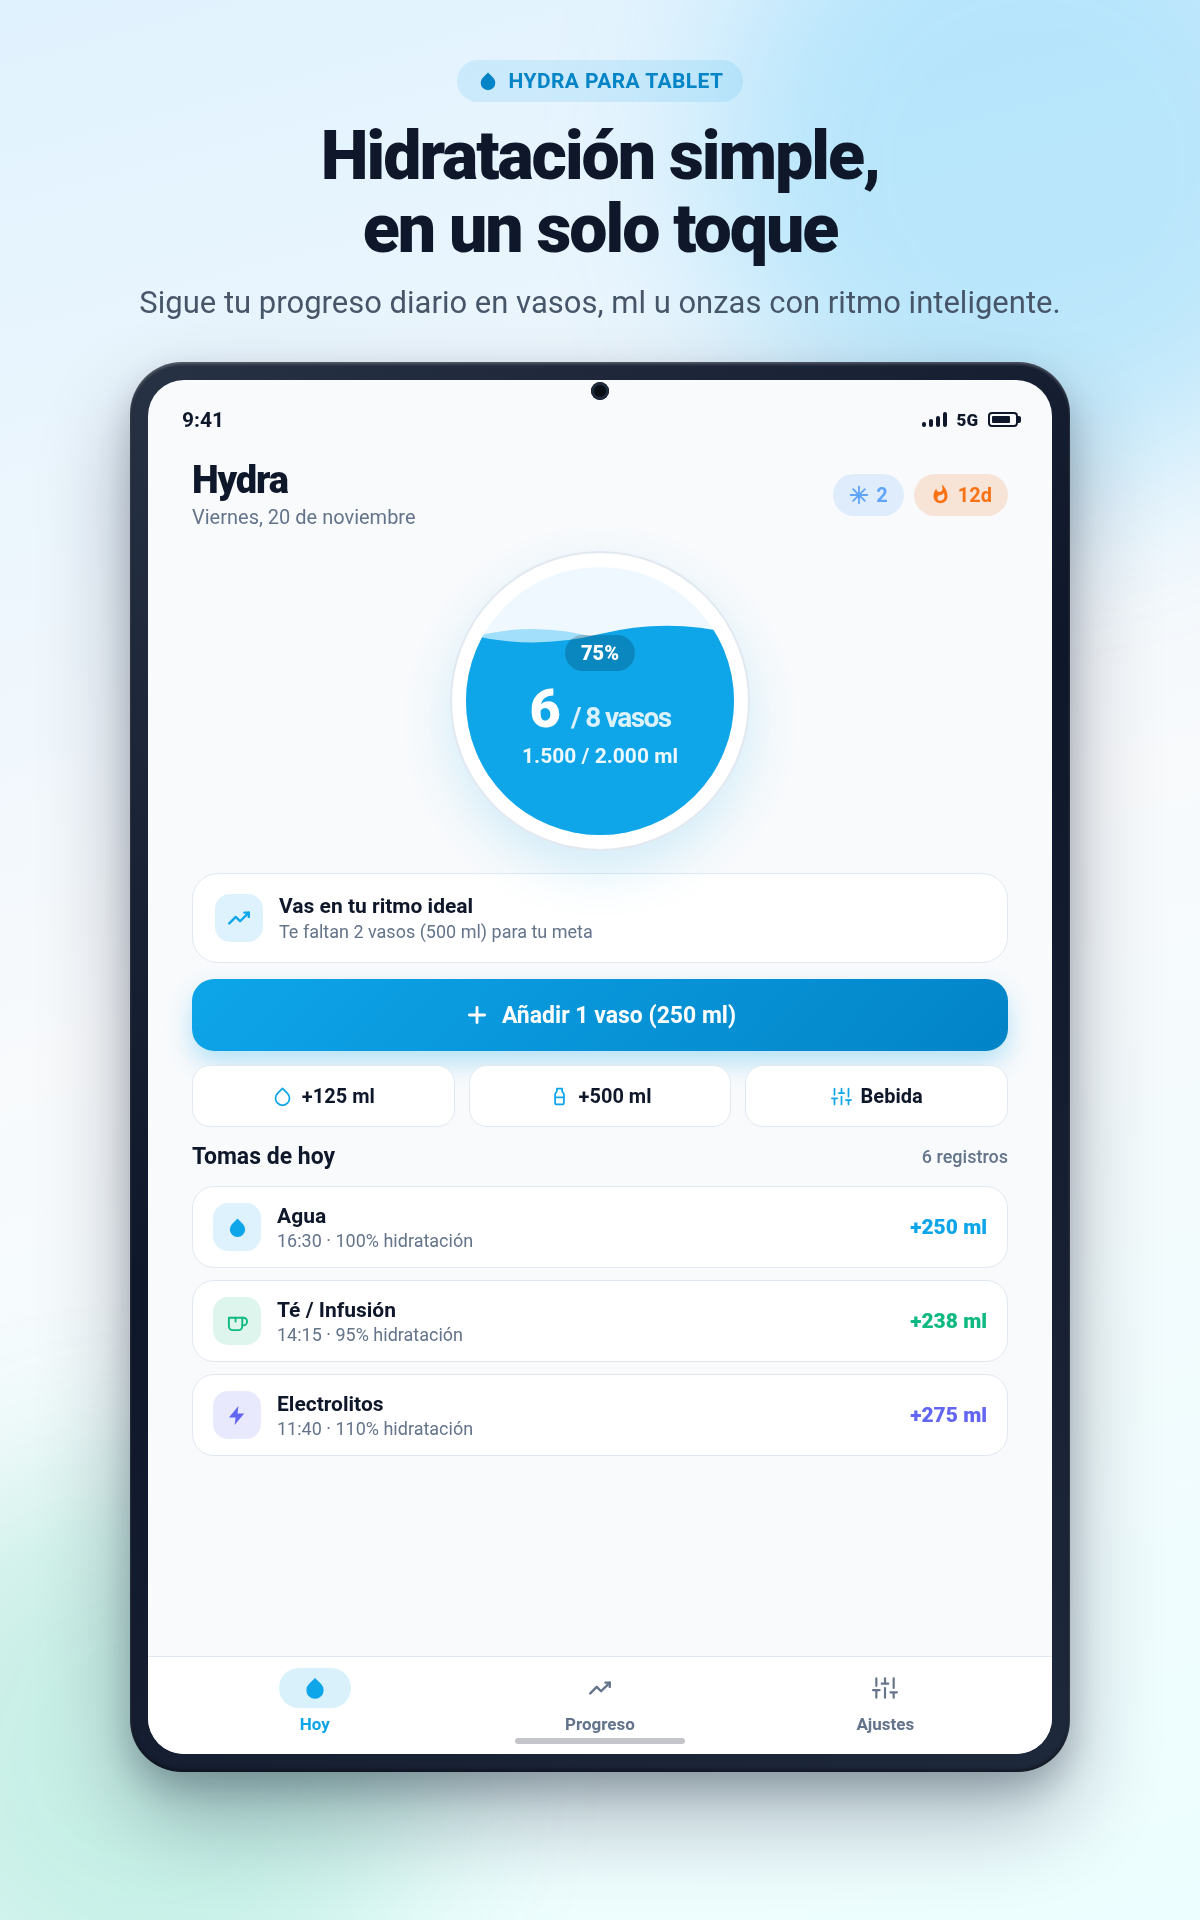 HYDRA PARA TABLET
Hidratación simple,
en un solo toque
Sigue tu progreso diario en vasos, ml u onzas con ritmo inteligente.
9:41
5G
Hydra
Viernes, 20 de noviembre
2
12d
75%
6 / 8 vasos
1.500 / 2.000 ml
Vas en tu ritmo ideal
Te faltan 2 vasos (500 ml) para tu meta
Añadir 1 vaso (250 ml)
+125 ml
+500 ml
Bebida
Tomas de hoy
6 registros
Agua
16:30 · 100% hidratación
+250 ml
Té / Infusión
14:15 · 95% hidratación
+238 ml
Electrolitos
11:40 · 110% hidratación
+275 ml
Hoy
Progreso
Ajustes